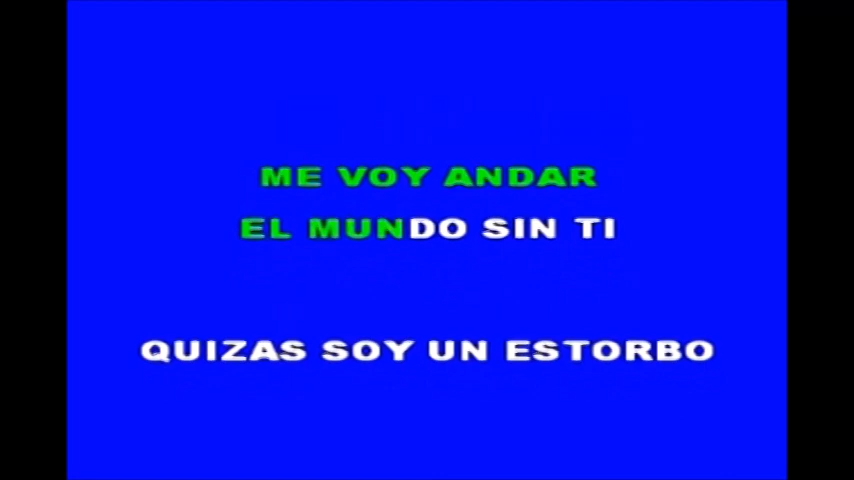 ME VOY ANDAR
EL MUNDO SIN TI
QUIZAS SOY UN ESTORBO